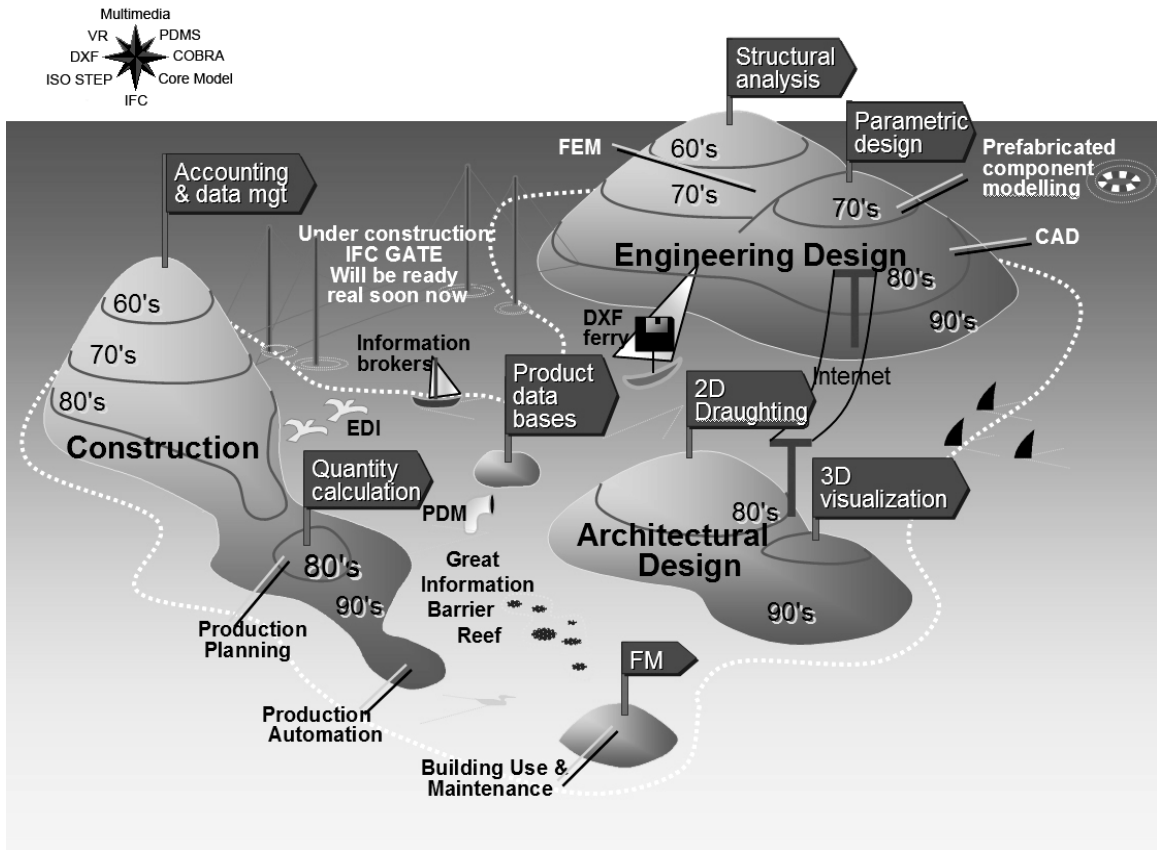 Multimedia
VR PDMS
DXF COBRA
ISO STEP Core Model
IFC
Structural
analysis
Parametric
design
FEM
60's
70's
Prefabricated
component
modelling
70's
CAD
Engineering Design
80's
90's
Accounting
& data mgt
Under construction
IFC GATE
Will be ready
real soon now
60's
70's
80's
Construction
Information
brokers
EDI
DXF
ferry
Product
data
bases
Internet
2D
Draughting
3D
visualization
80's
Architectural
Design
90's
Quantity
calculation
PDM
80's
90's
Great
Information
Barrier
Reef
Production
Planning
Production
Automation
FM
Building Use &
Maintenance